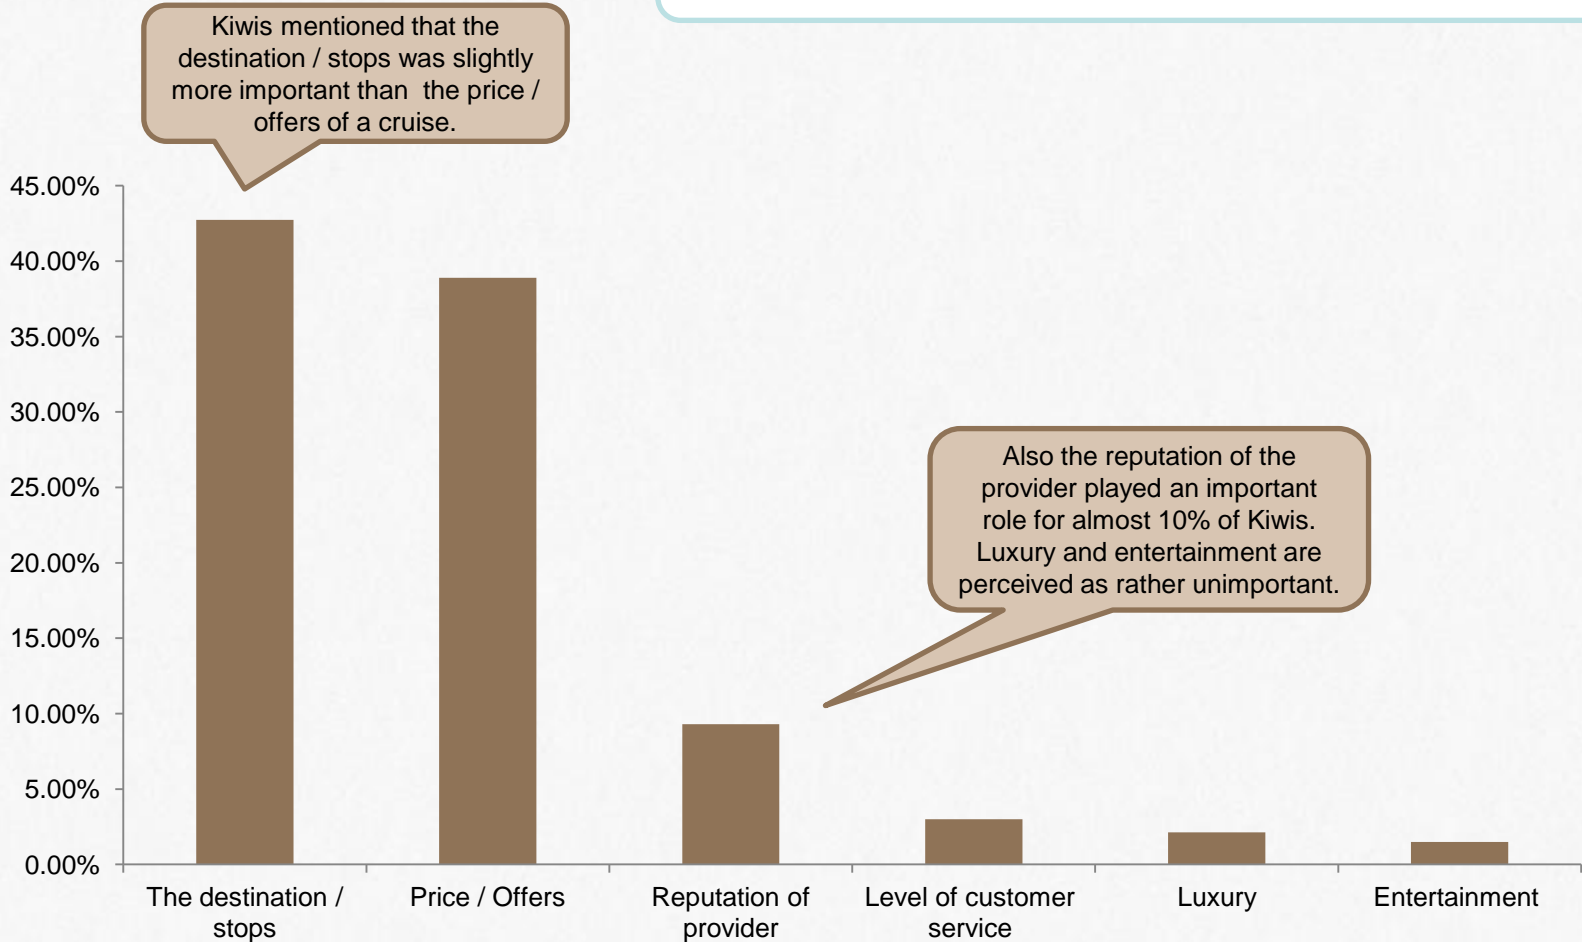 Kiwis mentioned that the
destination / stops was slightly
more important than  the price /
offers of a cruise.
45.00%
40.00%
35.00%
30.00%
25.00%
20.00%
15.00%
10.00%
5.00%
0.00%
Also the reputation of the
provider played an important
role for almost 10% of Kiwis.
Luxury and entertainment are
perceived as rather unimportant.
The destination /
stops
Price / Offers
Reputation of
provider
Level of customer
service
Luxury
Entertainment